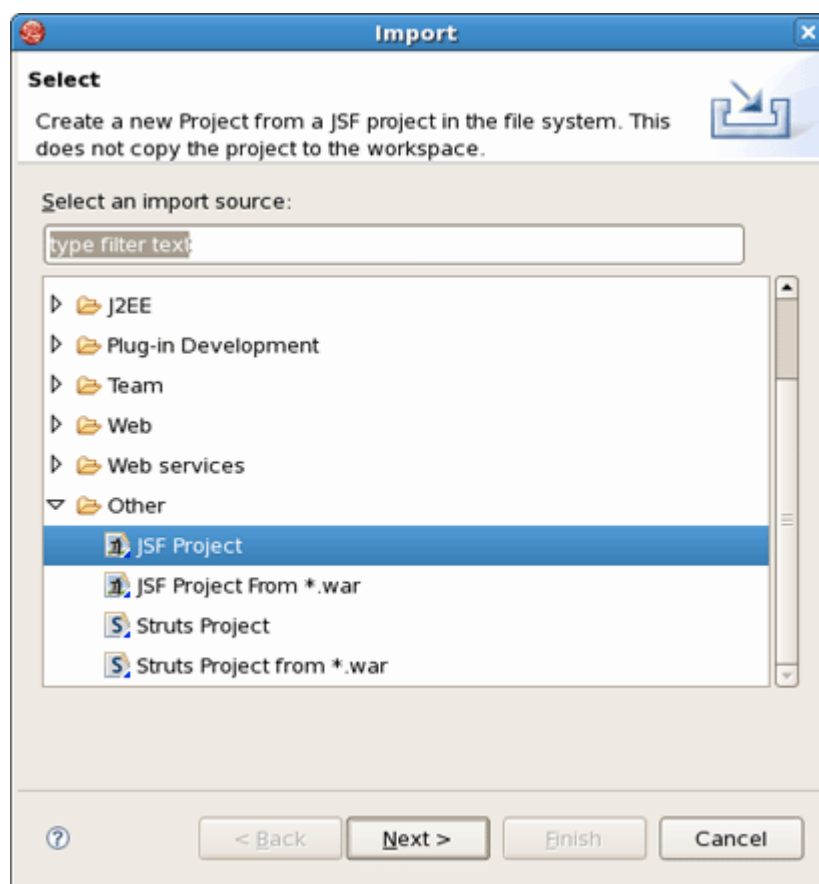 Import
Select
Create a new Project from a JSF project in the file system. This
does not copy the project to the workspace.
Select an import source:
type filter text
J2EE
Plug-in Development
Team
Web
Web services
Other
JSF Project
JSF Project From *.war
Struts Project
Struts Project from *.war
< Back Next > Finish Cancel